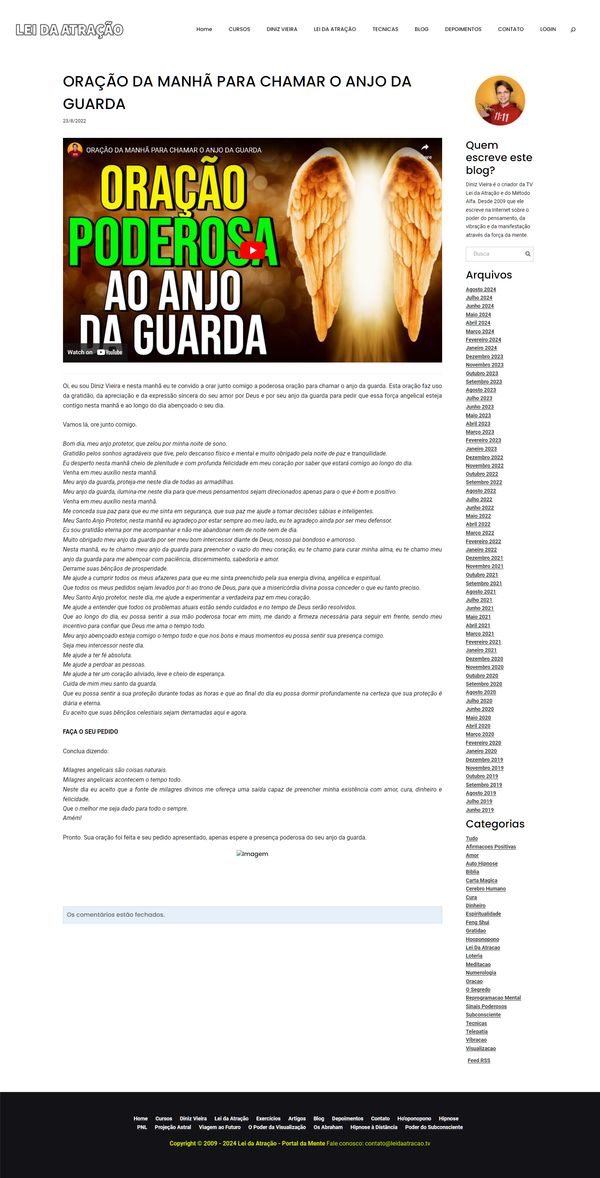 LEI DA ATRAÇÃO
Home CURSOS DINIZ VIEIRA LEI DA ATRAÇÃO TECNICAS BLOG DEPOIMENTOS CONTATO LOGIN
ORAÇÃO DA MANHÃ PARA CHAMAR O ANJO DA
GUARDA
23/8/2022
ORAÇÃO DA MANHÃ PARA CHAMAR O ANJO DA GUARDA
Share
ORAÇÃO
PODEROSA
AO ANJO
DA GUARDA
Watch on YouTube
Oi, eu sou Diniz Vieira e nesta manhã eu te convido a orar junto comigo a poderosa oração para chamar o anjo da guarda. Esta oração faz uso
da gratidão, da apreciação e da expressão sincera do seu amor por Deus e por seu anjo da guarda para pedir que essa força angelical esteja
contigo nesta manhã e ao longo do dia abençoado o seu dia.
Vamos lá, ore junto comigo.
Bom dia, meu anjo protetor, que zelou por minha noite de sono.
Gratidão pelos sonhos agradáveis que tive, pelo descanso físico e mental e muito obrigado pela noite de paz e tranquilidade.
Eu desperto nesta manhã cheio de plenitude e com profunda felicidade em meu coração por saber que estará comigo ao longo do dia.
Venha em meu auxílio nesta manhã.
Meu anjo da guarda, proteja-me neste dia de todas as armadilhas.
Meu anjo da guarda, ilumina-me neste dia para que meus pensamentos sejam direcionados apenas para o que é bom e positivo.
Venha em meu auxílio nesta manhã.
Me conceda sua paz para que eu me sinta em segurança, que sua paz me ajude a tomar decisões sábias e inteligentes.
Meu Santo Anjo Protetor, nesta manhã eu agradeço por estar sempre ao meu lado, eu te agradeço ainda por ser meu defensor.
Eu sou gratidão eterna por me acompanhar e não me abandonar nem de noite nem de dia.
Muito obrigado meu anjo da guarda por ser meu bom intercessor diante de Deus, nosso pai bondoso e amoroso.
Nesta manhã, eu te chamo meu anjo da guarda para preencher o vazio do meu coração, eu te chamo para curar minha alma, eu te chamo meu
anjo da guarda para me abençoar com paciência, discernimento, sabedoria e amor.
Derrame suas bênçãos de prosperidade.
Me ajude a cumprir todos os meus afazeres para que eu me sinta preenchido pela sua energia divina, angélica e espiritual.
Que todos os meus pedidos sejam levados por ti ao trono de Deus, para que a misericórdia divina possa conceder o que eu tanto preciso.
Meu Santo Anjo protetor, neste dia, me ajude a experimentar a verdadeira paz em meu coração.
Me ajude a entender que todos os problemas atuais estão sendo cuidados e no tempo de Deus serão resolvidos.
Que ao longo do dia, eu possa sentir a sua mão poderosa tocar em mim, me dando a firmeza necessária para seguir em frente, sendo meu
incentivo para confiar que Deus me ama o tempo todo.
Meu anjo abençoado esteja comigo o tempo todo e que nos bons e maus momentos eu possa sentir sua presença comigo.
Seja meu intercessor neste dia.
Me ajude a ter fé absoluta.
Me ajude a perdoar as pessoas.
Me ajude a ter um coração aliviado, leve e cheio de esperança.
Cuida de mim meu santo da guarda.
Que eu possa sentir a sua proteção durante todas as horas e que ao final do dia eu possa dormir profundamente na certeza que sua proteção é
diária e eterna.
Eu aceito que suas bênçãos celestiais sejam derramadas aqui e agora.
FAÇA O SEU PEDIDO
Conclua dizendo:
Milagres angelicais são coisas naturais.
Milagres angelicais acontecem o tempo todo.
Neste dia eu aceito que a fonte de milagres divinos me ofereça uma saída capaz de preencher minha existência com amor, cura, dinheiro e
felicidade.
Que o melhor me seja dado para todo o sempre.
Amém!
Pronto. Sua oração foi feita e seu pedido apresentado, apenas espere a presença poderosa do seu anjo da guarda.
Imagem
Os comentários estão fechados.
11:11
Quem
escreve este
blog?
Diniz Vieira é o criador da TV
Lei da Atração e do Método
Alfa. Desde 2009 que ele
escreve na Internet sobre o
poder do pensamento, da
vibração e da manifestação
através da força da mente.
Busca
Arquivos
Agosto 2024
Julho 2024
Junho 2024
Maio 2024
Abril 2024
Março 2024
Fevereiro 2024
Janeiro 2024
Dezembro 2023
Novembro 2023
Outubro 2023
Setembro 2023
Agosto 2023
Julho 2023
Junho 2023
Maio 2023
Abril 2023
Março 2023
Fevereiro 2023
Janeiro 2023
Dezembro 2022
Novembro 2022
Outubro 2022
Setembro 2022
Agosto 2022
Julho 2022
Junho 2022
Maio 2022
Abril 2022
Março 2022
Fevereiro 2022
Janeiro 2022
Dezembro 2021
Novembro 2021
Outubro 2021
Setembro 2021
Agosto 2021
Julho 2021
Junho 2021
Maio 2021
Abril 2021
Março 2021
Fevereiro 2021
Janeiro 2021
Dezembro 2020
Novembro 2020
Outubro 2020
Setembro 2020
Agosto 2020
Julho 2020
Junho 2020
Maio 2020
Abril 2020
Março 2020
Fevereiro 2020
Janeiro 2020
Dezembro 2019
Novembro 2019
Outubro 2019
Setembro 2019
Agosto 2019
Julho 2019
Junho 2019
Categorias
Tudo
Afirmacoes Positivas
Amor
Auto Hipnose
Biblia
Carta Magica
Cerebro Humano
Cura
Dinheiro
Espiritualidade
Feng Shui
Gratidao
Hooponopono
Lei Da Atracao
Loteria
Meditacao
Numerologia
Oracao
O Segredo
Reprogramacao Mental
Sinais Poderosos
Subconsciente
Tecnicas
Telepatia
Vibracao
Visualizacao
Feed RSS
Home Cursos Diniz Vieira Lei da Atração Exercícios Artigos Blog Depoimentos Contato Ho'oponopono Hipnose
PNL Projeção Astral Viagem ao Futuro O Poder da Visualização Os Abraham Hipnose à Distância Poder do Subconsciente
Copyright © 2009 - 2024 Lei da Atração - Portal da Mente Fale conosco: contato@leidaatracao.tv